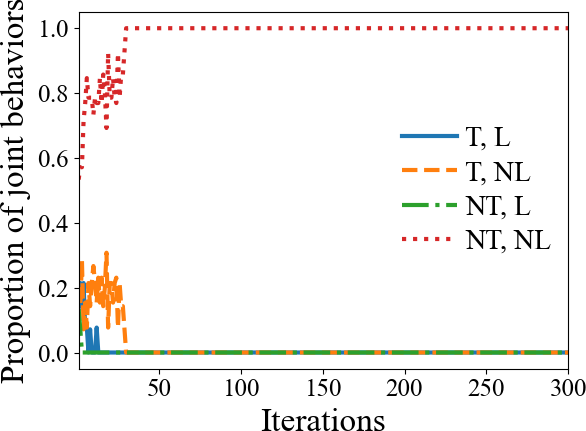 Proportion of joint behaviors
1.0
0.8
0.6
0.4
0.2
0.0
T, L
T, NL
NT, L
NT, NL
50 100 150 200 250 300
Iterations